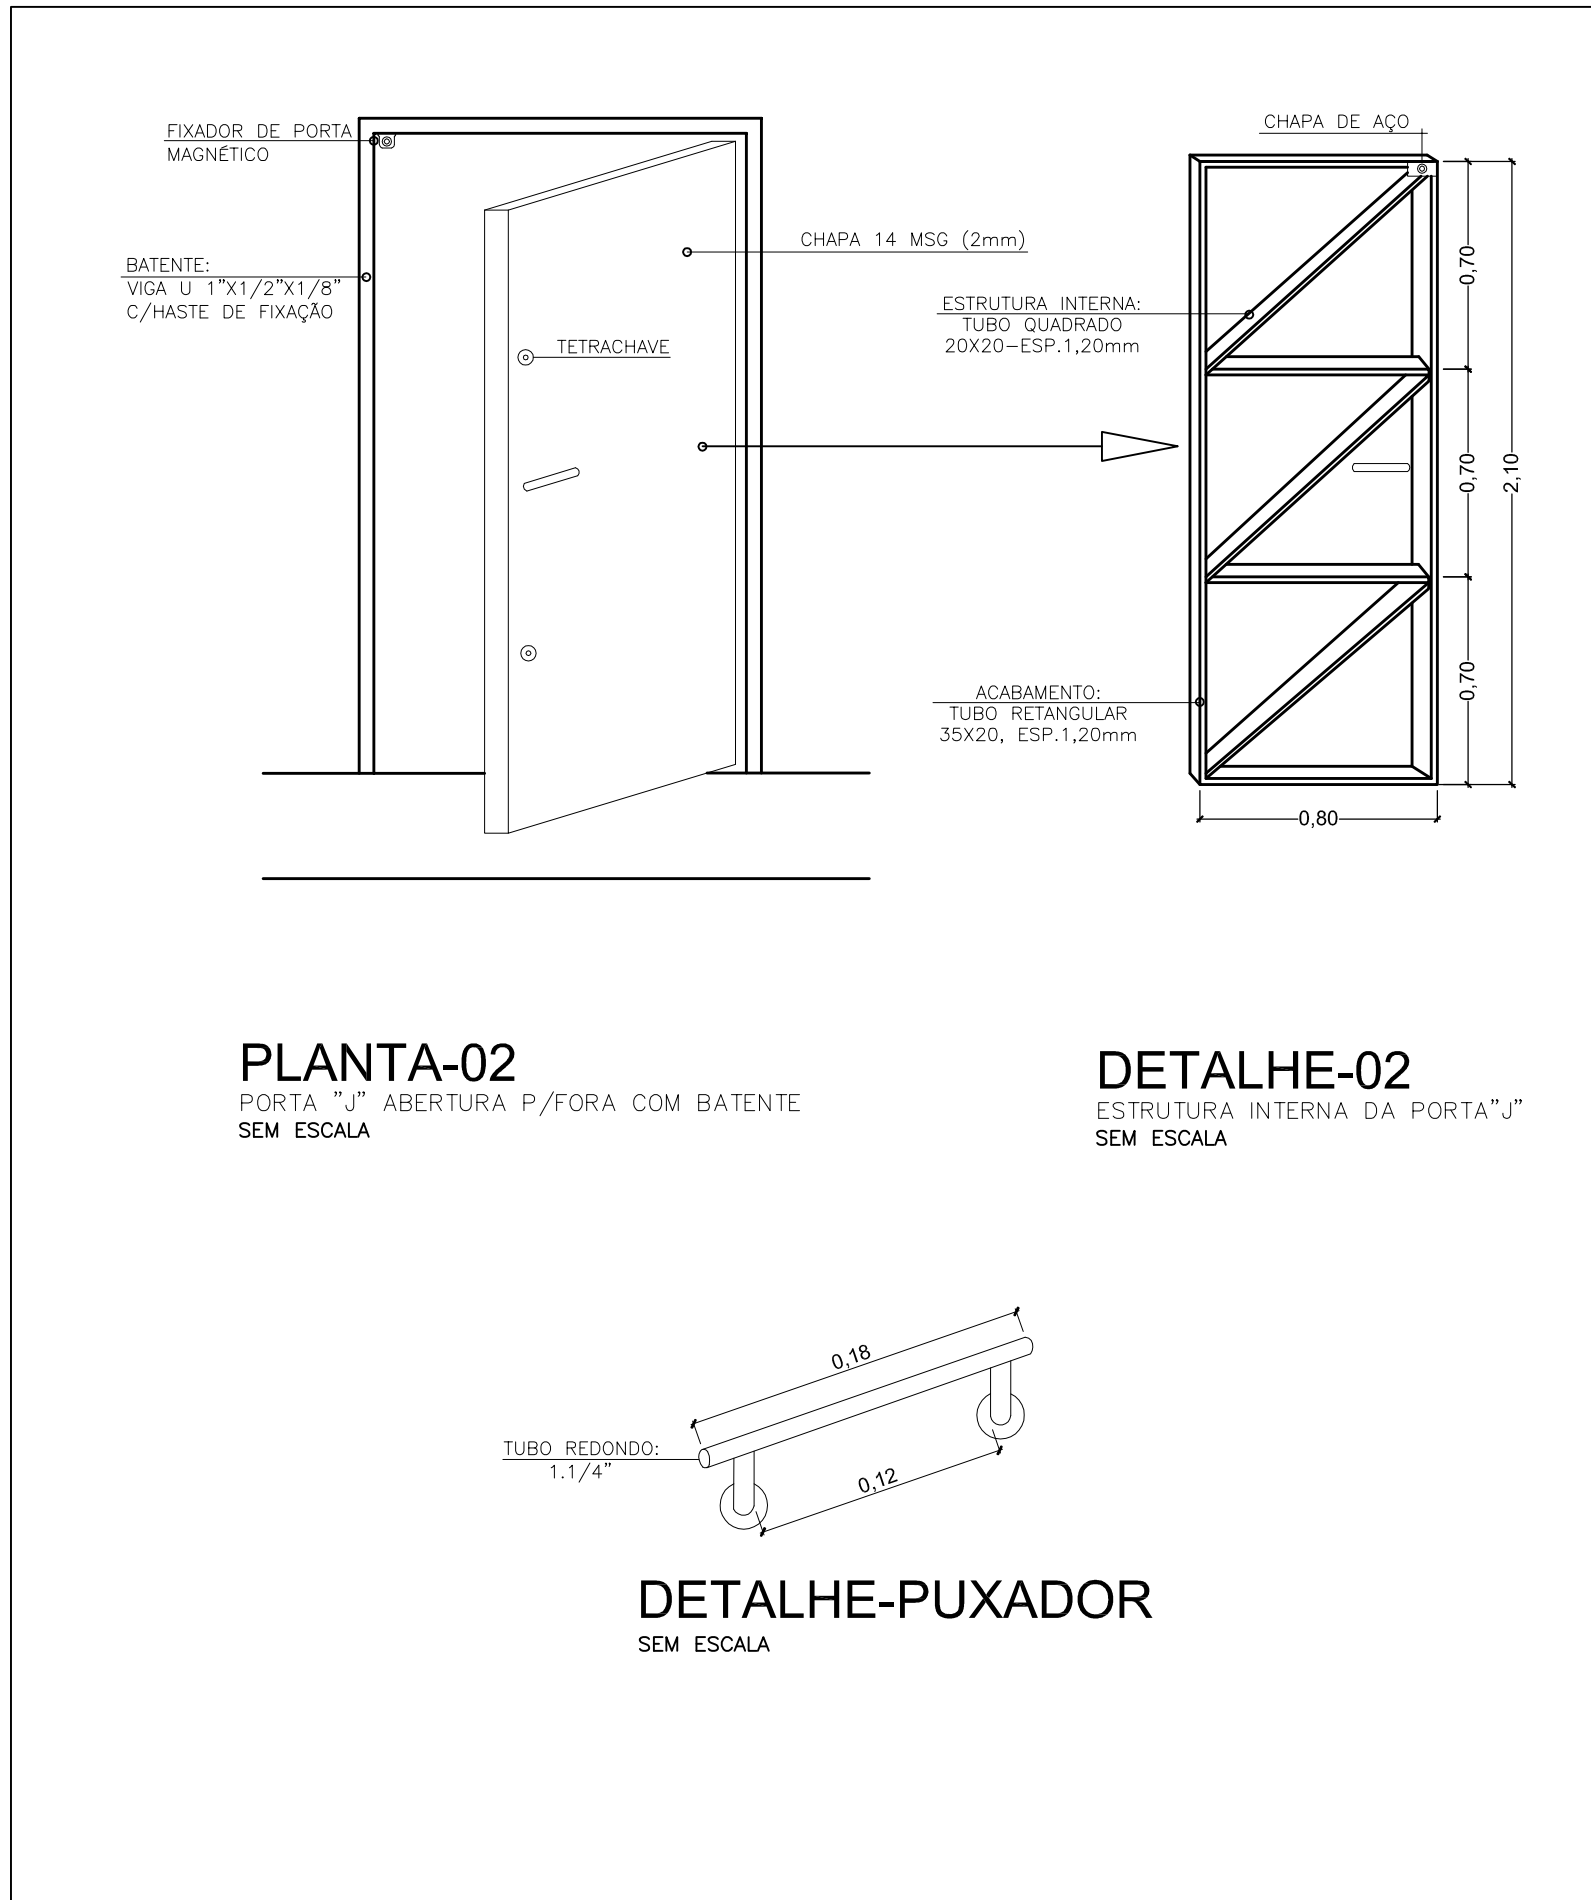 FIXADOR DE PORTA
MAGNÉTICO
BATENTE:
VIGA U 1"X1/2"X1/8"
C/HASTE DE FIXAÇÃO
TETRACHAVE
CHAPA 14 MSG (2mm)
CHAPA DE AÇO
ESTRUTURA INTERNA:
TUBO QUADRADO
20X20-ESP.1,20mm
ACABAMENTO:
TUBO RETANGULAR
35X20, ESP.1,20mm
0,70
0,70
0,70
2,10
0,80
PLANTA-02
PORTA "J" ABERTURA P/FORA COM BATENTE
SEM ESCALA
DETALHE-02
ESTRUTURA INTERNA DA PORTA"J"
SEM ESCALA
0,18
TUBO REDONDO:
1.1/4"
0,12
DETALHE-PUXADOR
SEM ESCALA